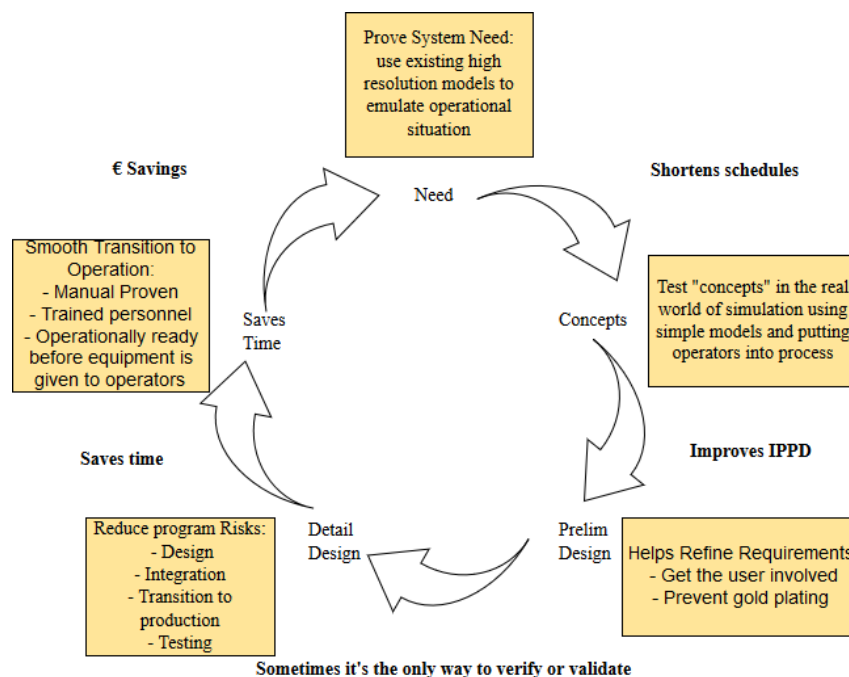 Prove System Need:
use existing high
resolution models to
emulate operational
situation
€ Savings
Shortens schedules
Need
Smooth Transition to
Operation:
- Manual Proven
- Trained personnel
- Operationally ready
before equipment is
given to operators
Saves
Time
Concepts
Test "concepts" in the real
world of simulation using
simple models and putting
operators into process
Saves time
Improves IPPD
Reduce program Risks:
- Design
- Integration
- Transition to
production
- Testing
Detail
Design
Prelim
Design
Helps Refine Requirements
- Get the user involved
- Prevent gold plating
Sometimes it's the only way to verify or validate